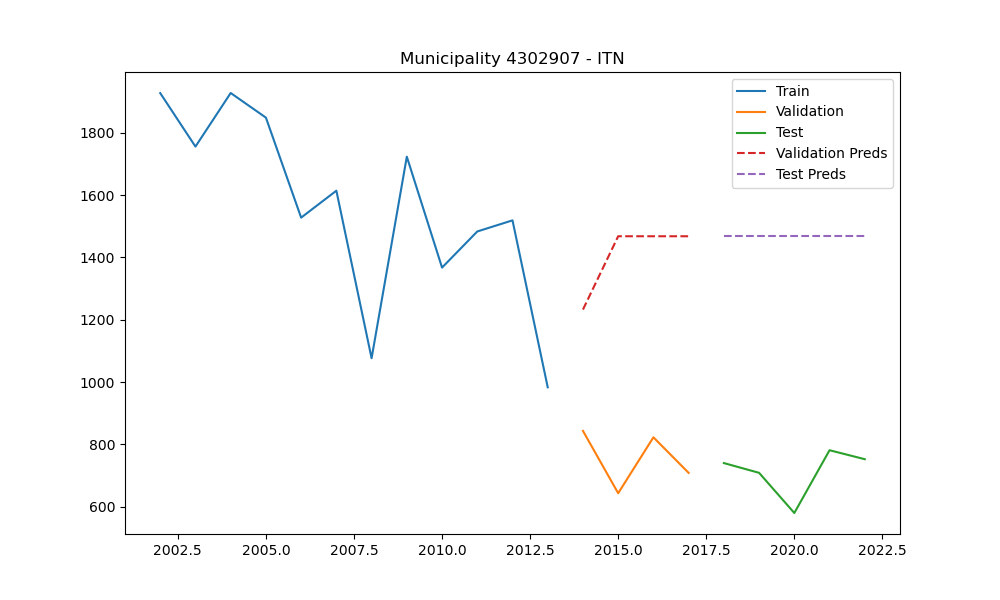 Municipality 4302907 - ITN
Train
Validation
Test
Validation Preds
Test Preds
1800
1600
1400
1200
1000
800
600
2002.5 2005.0 2007.5 2010.0 2012.5 2015.0 2017.5 2020.0 2022.5